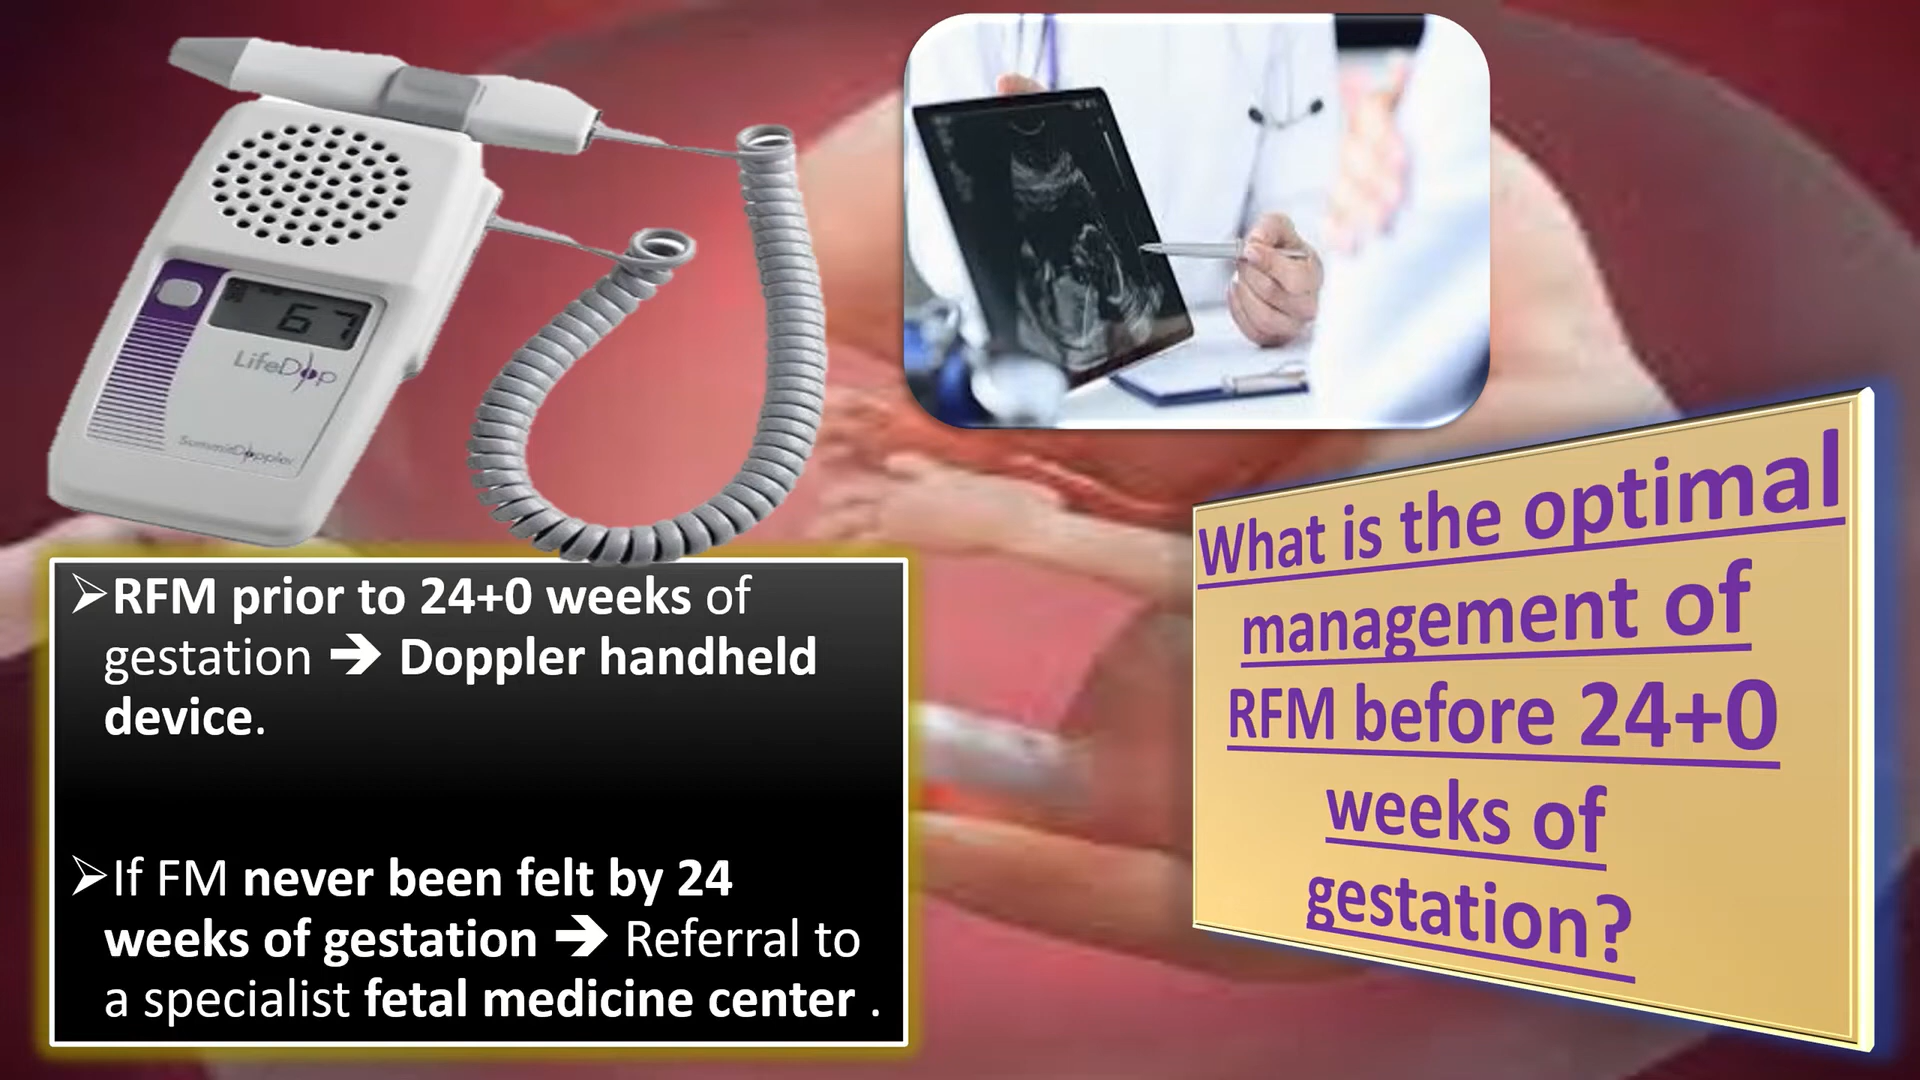 67
LifeDop
SummitDoppler
➢RFM prior to 24+0 weeks of
gestation ➔ Doppler handheld
device.
➢If FM never been felt by 24
weeks of gestation ➔ Referral to
a specialist fetal medicine center .
What is the optimal
management of
RFM before 24+0
weeks of
gestation?